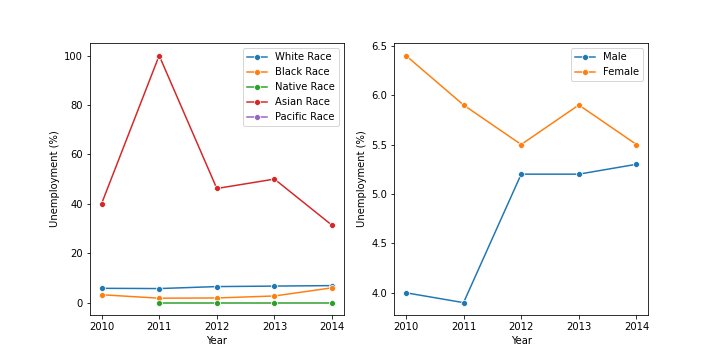 100
80
60
40
20
0
Unemployment (%)
2010 2011 2012 2013 2014
Year
White Race
Black Race
Native Race
Asian Race
Pacific Race
6.5
6.0
5.5
5.0
4.5
4.0
Unemployment (%)
2010 2011 2012 2013 2014
Year
Male
Female